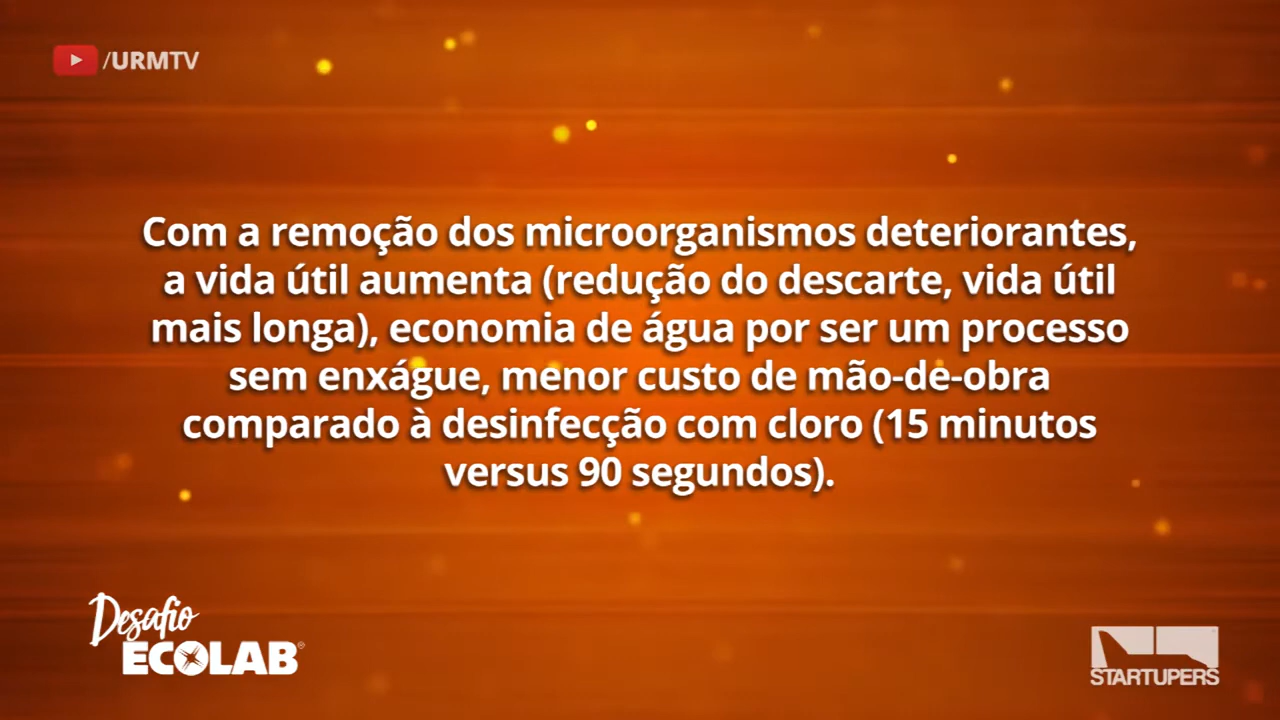 /URMTV
Com a remoção dos microorganismos deteriorantes,
a vida útil aumenta (redução do descarte, vida útil
mais longa), economia de água por ser um processo
sem enxágue, menor custo de mão-de-obra
comparado à desinfecção com cloro (15 minutos
versus 90 segundos).
Desafio
ECOLAB®
STARTUPERS